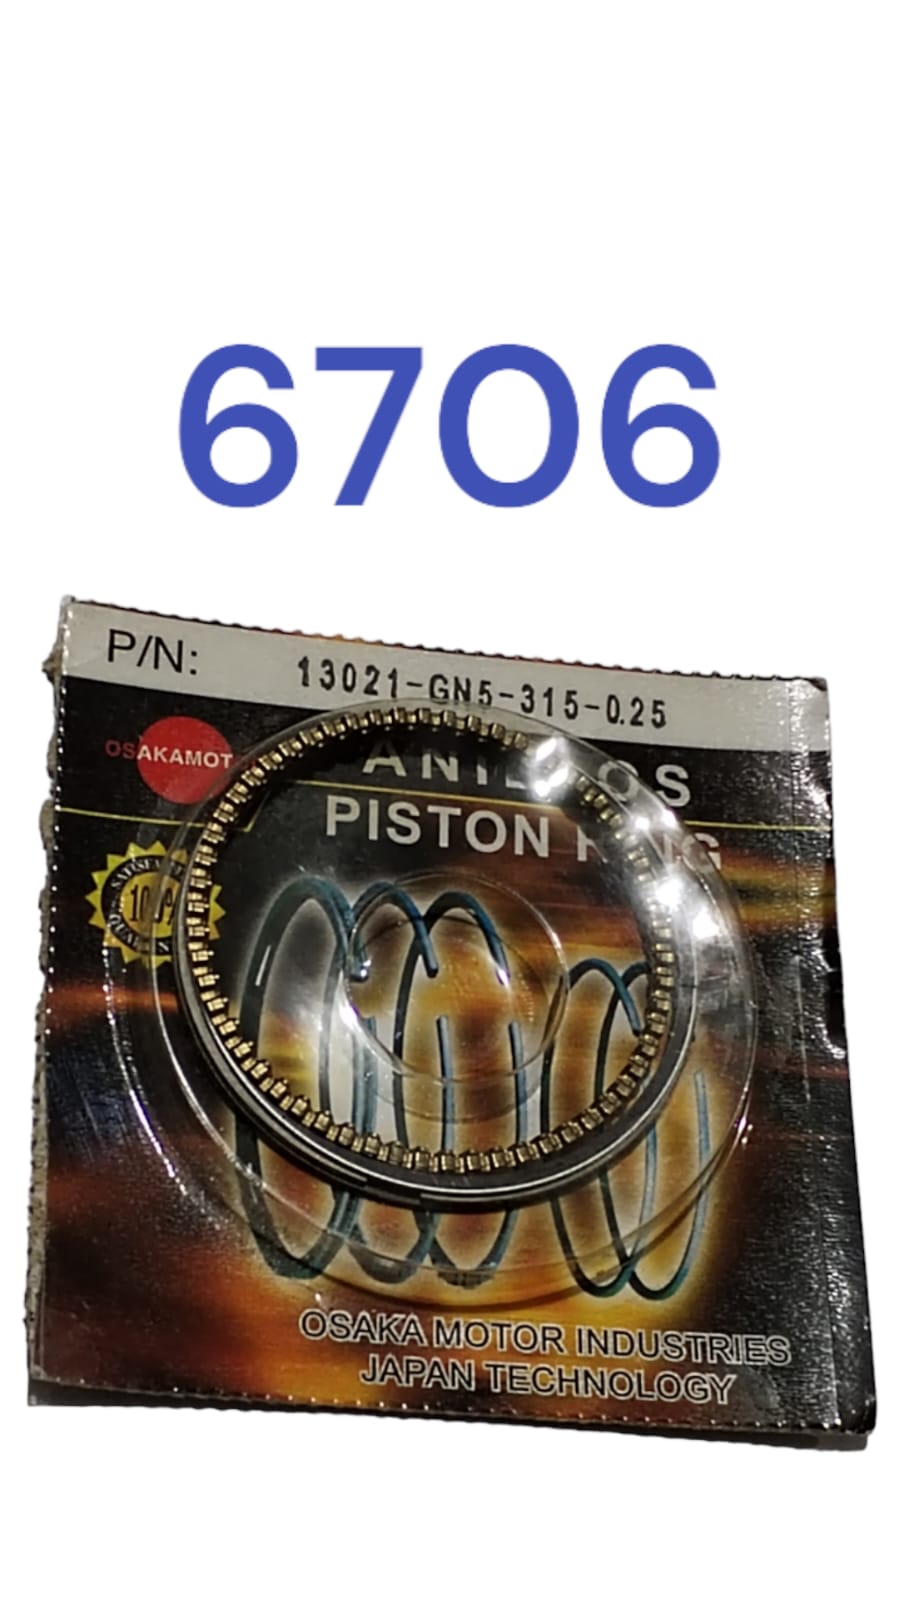 6706
P/N: 13021-GN5-315-0.25
OSAKAMOT
PISTON
OSAKA MOTOR INDUSTRIES
JAPAN TECHNOLOGY